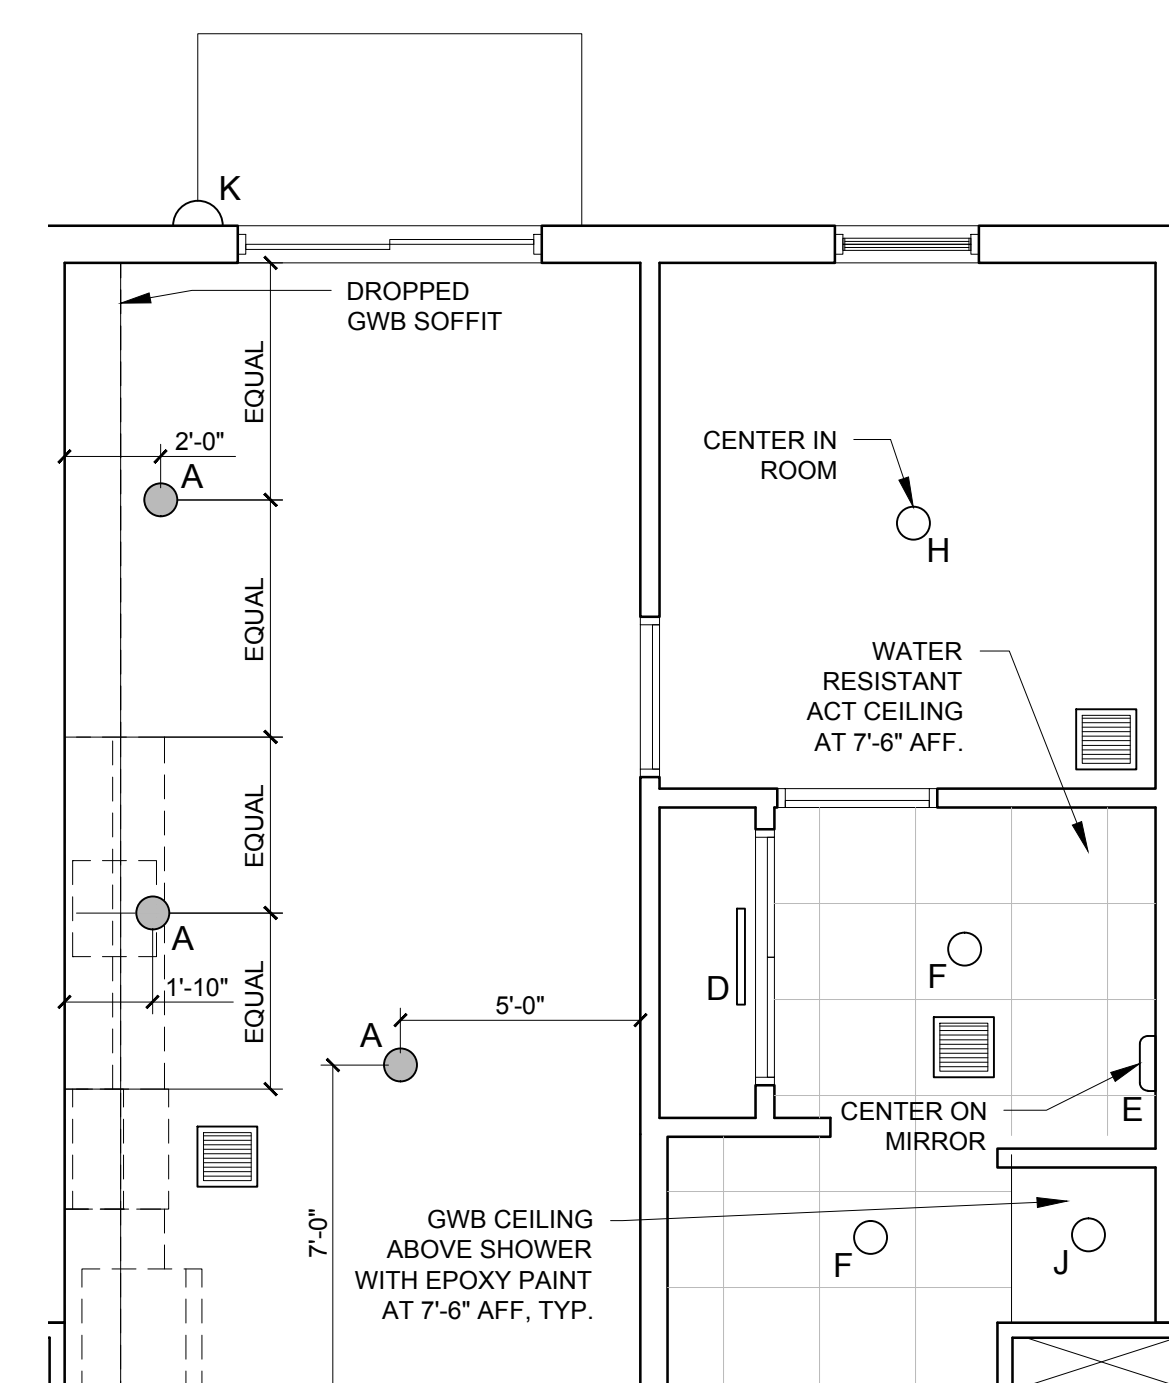 K
DROPPED
GWB SOFFIT
EQUAL
2'-0"
A
CENTER IN
ROOM
H
EQUAL
WATER
RESISTANT
ACT CEILING
AT 7'-6" AFF.
EQUAL
A
F
1'-10"
EQUAL
D
5'-0"
A
CENTER ON
MIRROR
E
7'-0"
GWB CEILING
ABOVE SHOWER
WITH EPOXY PAINT
AT 7'-6" AFF, TYP.
F
J